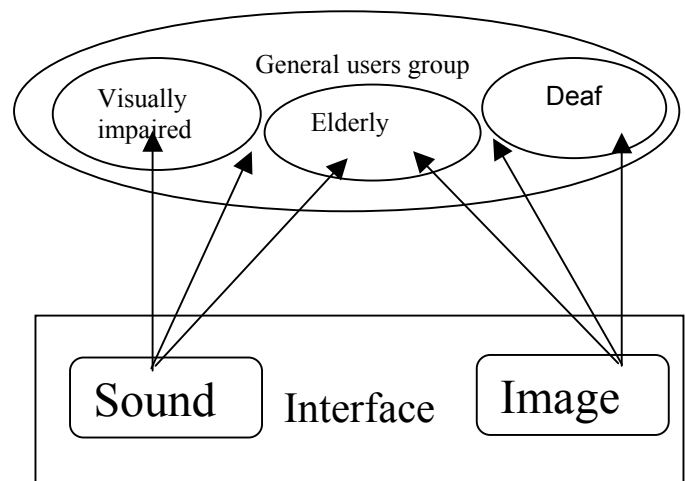 General users group
Visually
impaired
Elderly
Deaf
Sound
Interface
Image